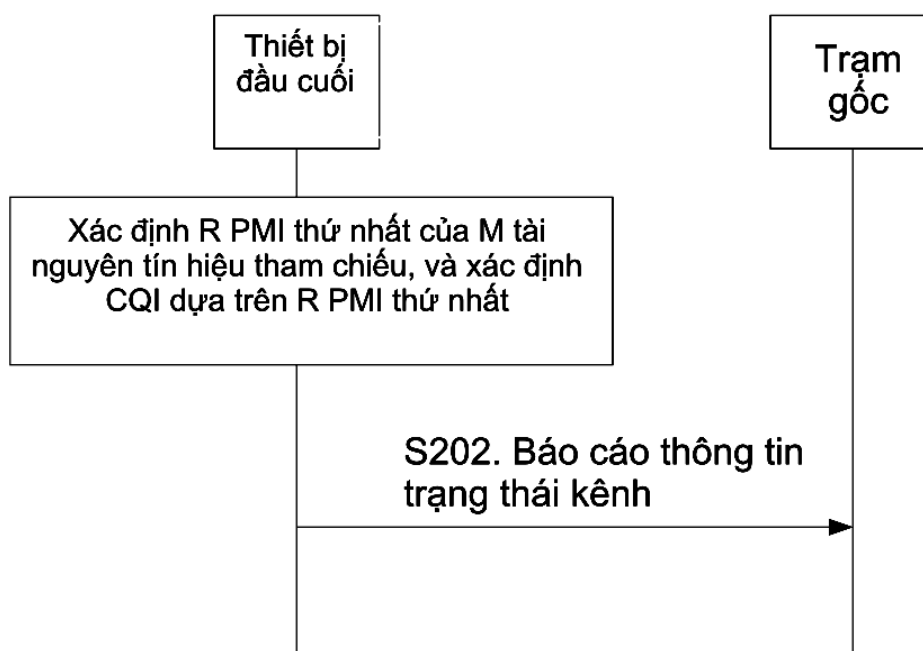 Thiết bị
đầu cuối
Trạm
gốc
Xác định R PMI thứ nhất của M tài
nguyên tín hiệu tham chiếu, và xác định
CQI dựa trên R PMI thứ nhất
S202. Báo cáo thông tin
trạng thái kênh